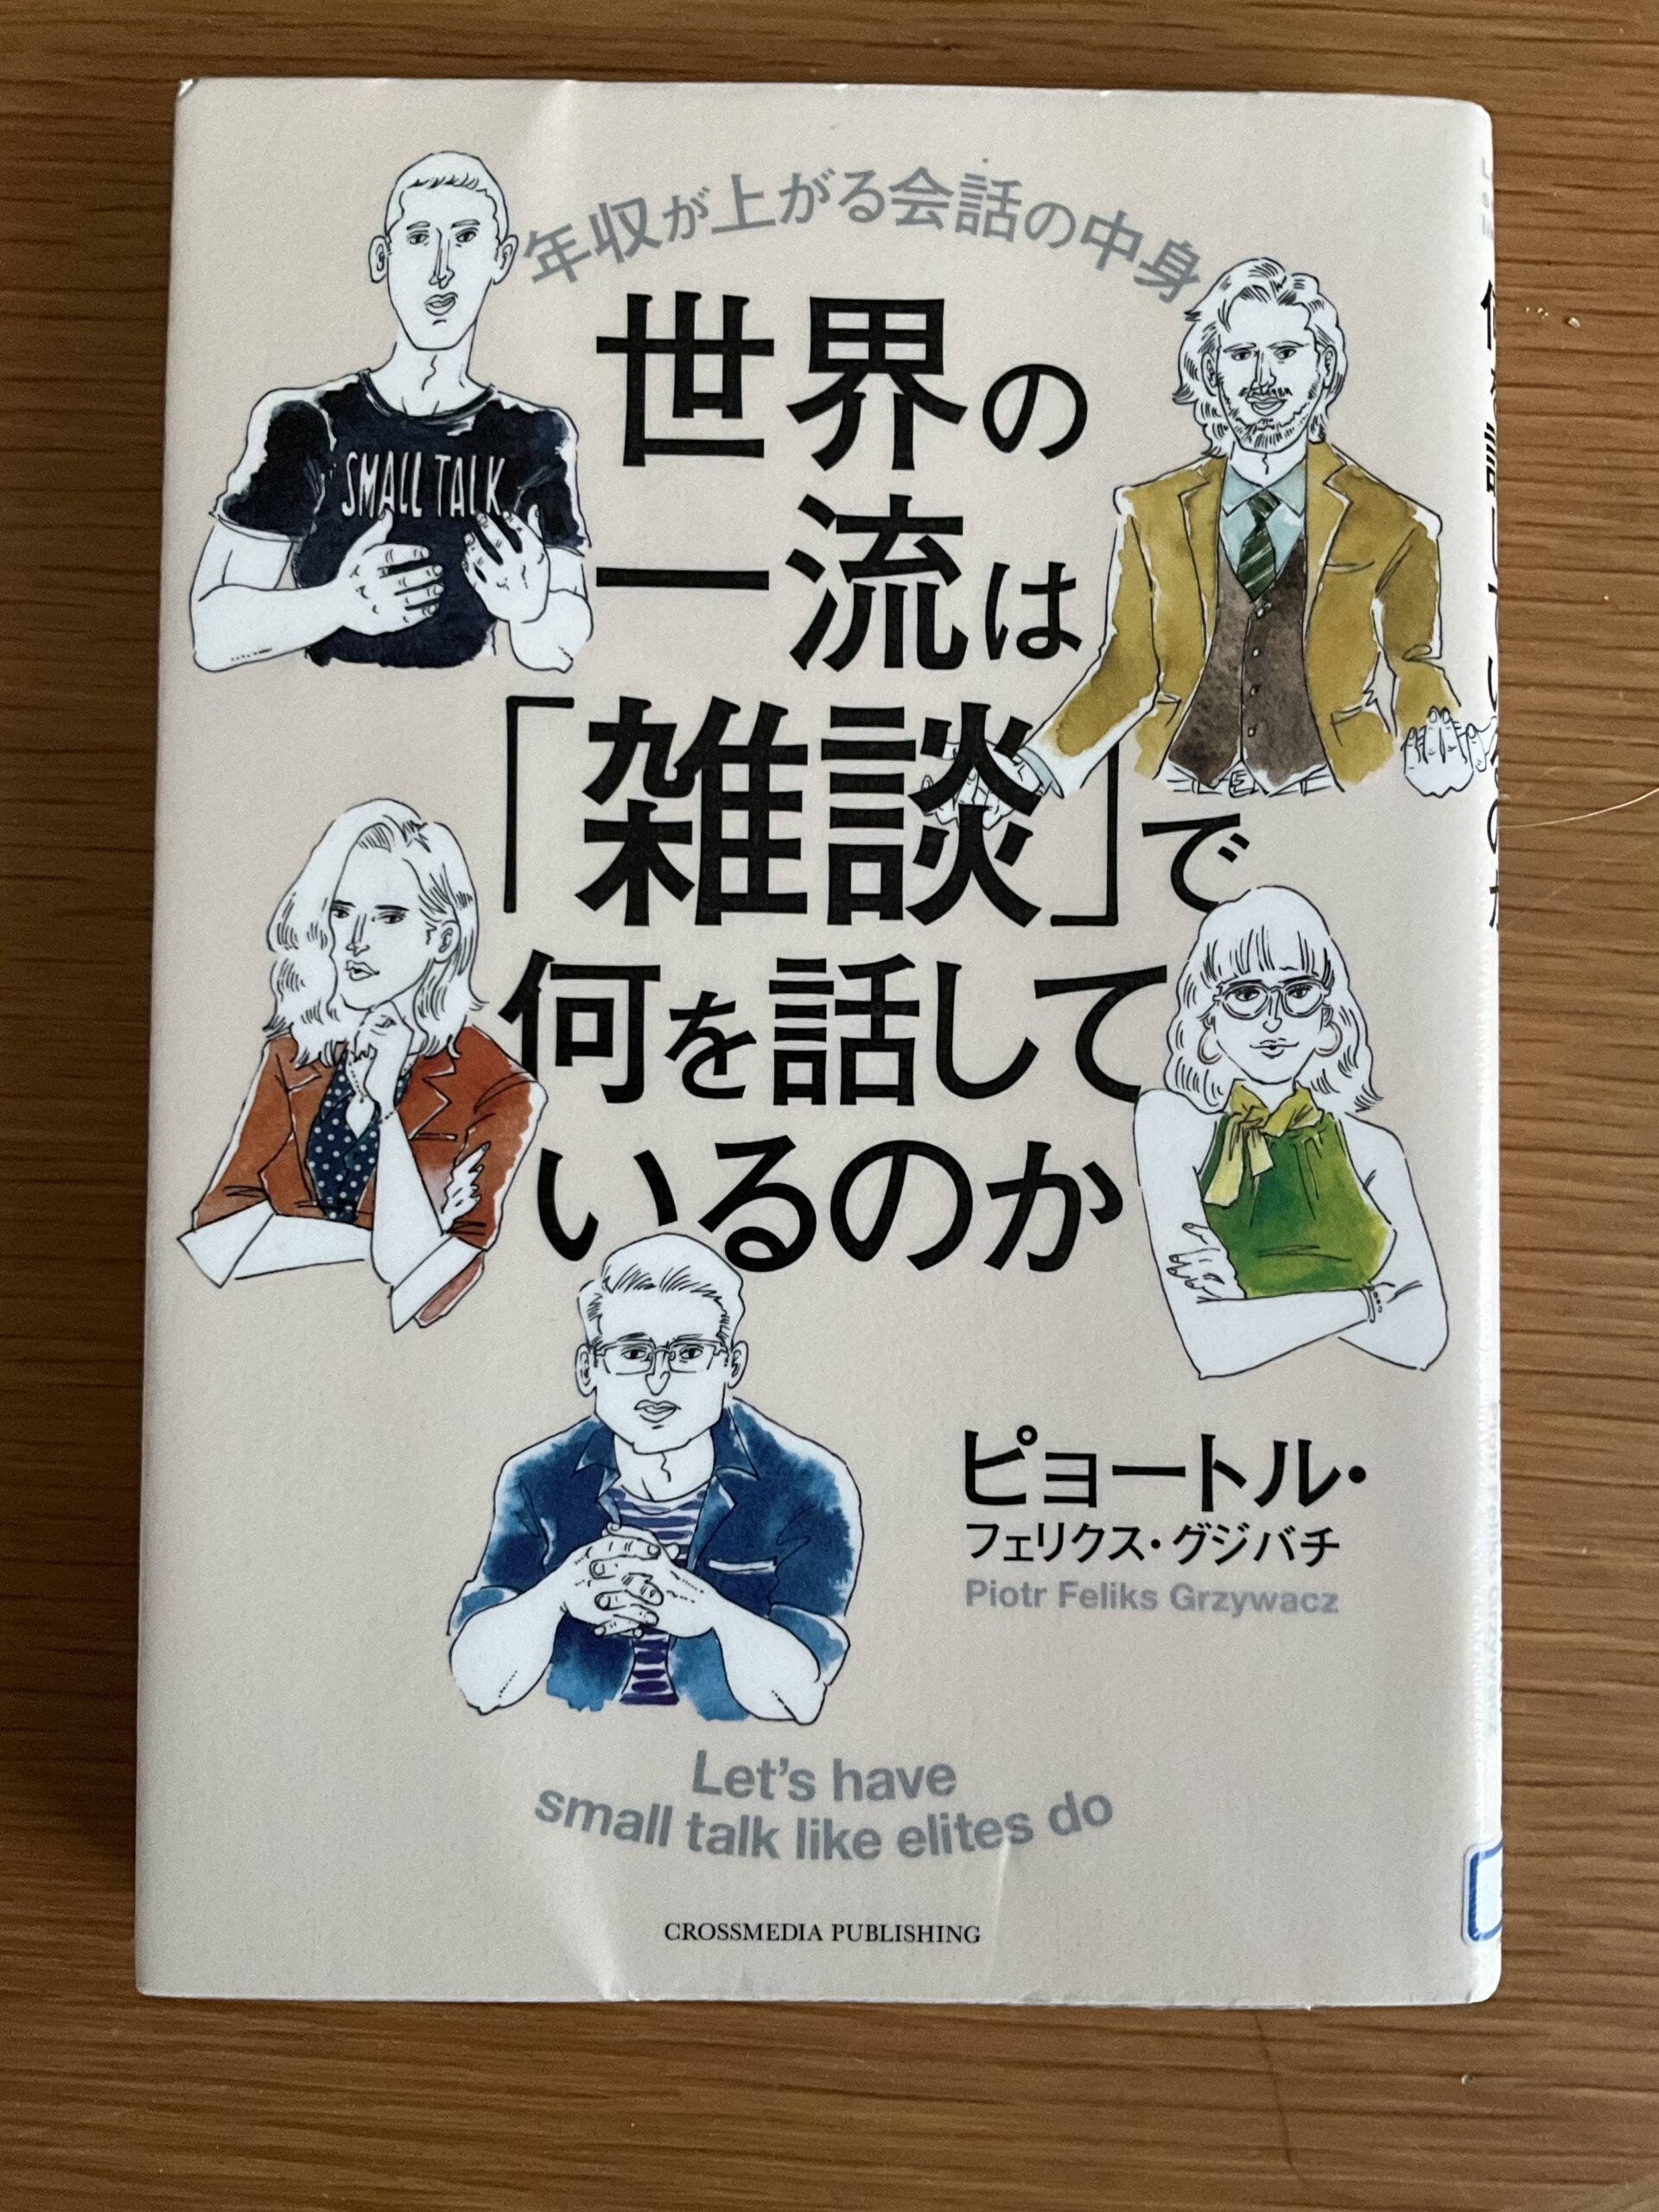 年収が上がる会話の中身
世界の
一流は
「雑談」で
何を話して
いるのか
SMALL TALK
ピョートル・
フェリクス・グジバチ
Piotr Feliks Grzywacz
Let's have
small talk like elites do
CROSSMEDIA PUBLISHING